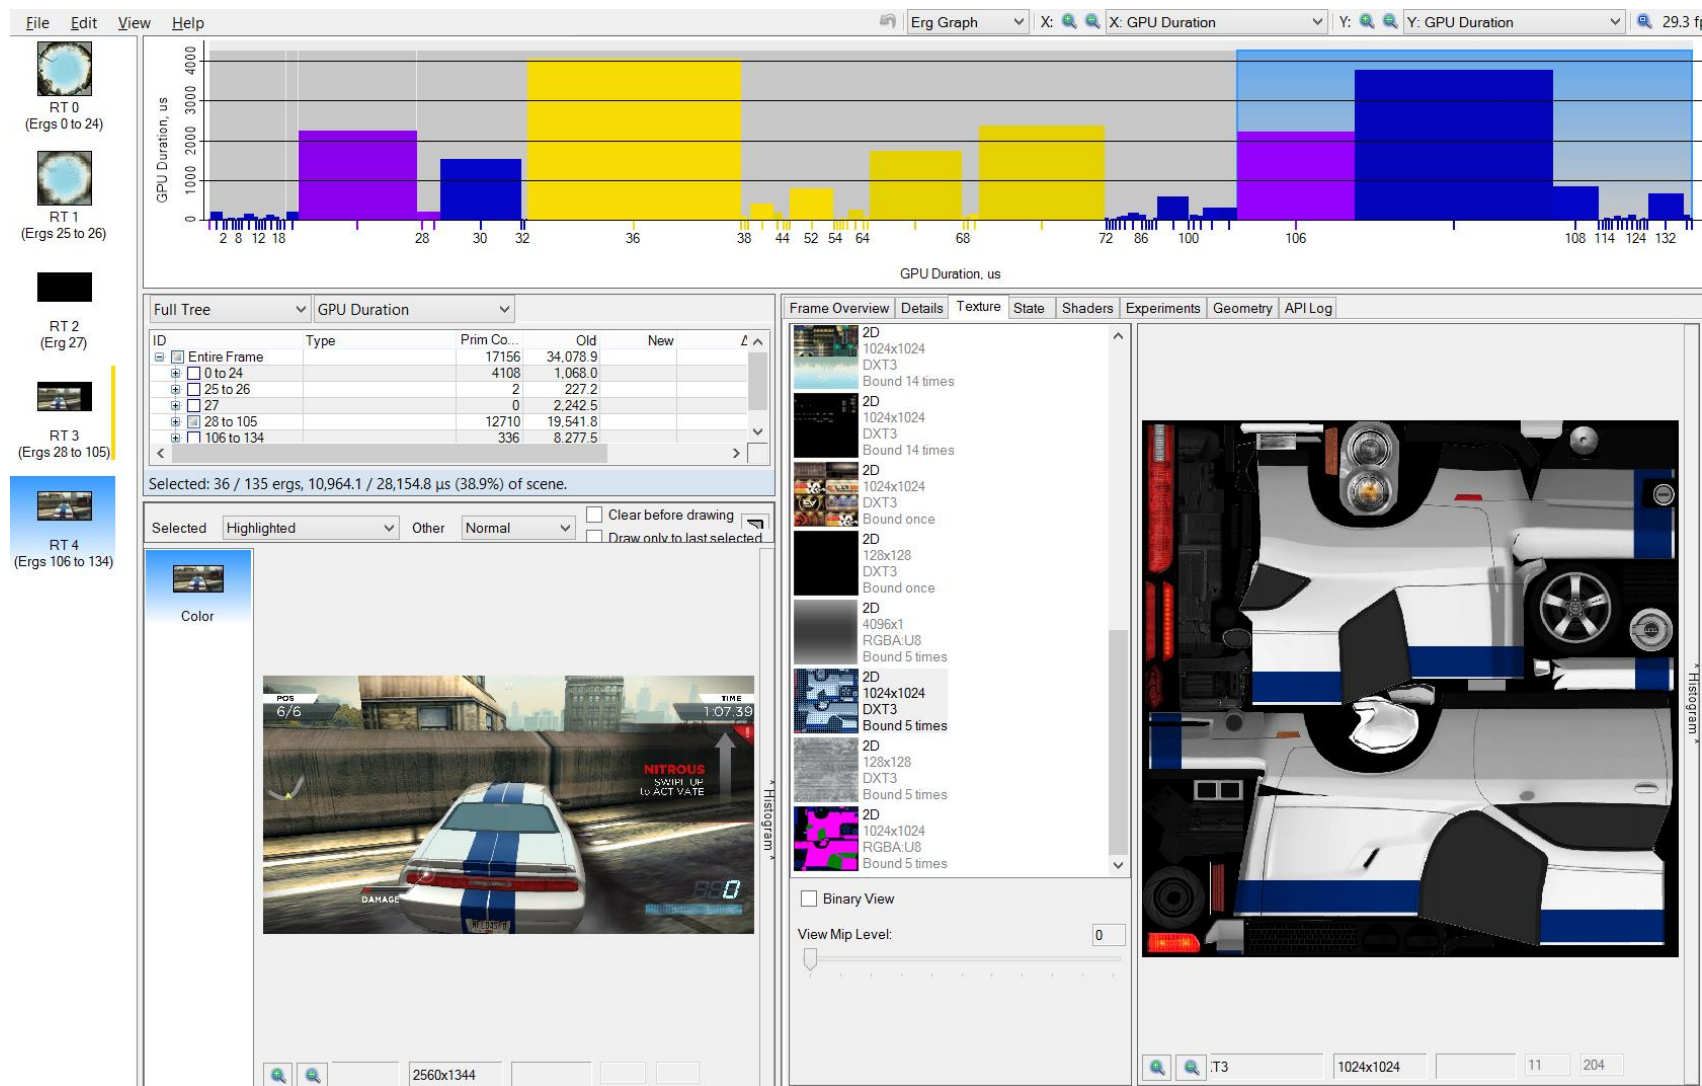 File Edit View Help
Erg Graph X: X: GPU Duration Y: Y: GPU Duration 29.3
RT 0
(Ergs 0 to 24)
RT 1
(Ergs 25 to 26)
RT 2
(Erg 27)
RT 3
(Ergs 28 to 105)
RT 4
(Ergs 106 to 134)
GPU Duration, us
4000
3000
2000
1000
0
2 8 12 18 28 30 32 36 38 44 52 54 64 68 72 86 100 106 108 114 124 132
GPU Duration, us
Full Tree GPU Duration
ID Type Prim Co... Old New Δ
Entire Frame 17156 34,078.9
0 to 24 4108 1,068.0
25 to 26 2 227.2
27 0 2,242.5
28 to 105 12710 19,541.8
106 to 134 336 8,277.5
Selected: 36 / 135 ergs, 10,964.1 / 28,154.8 µs (38.9%) of scene.
Selected Highlighted Other Normal Clear before drawing
Draw only to last selected
Color
POS
6/6
TIME
1:07.39
NITROUS
SWIPE UP
to ACTIVATE
DAMAGE
0
Histogram
2560x1344
Frame Overview Details Texture State Shaders Experiments Geometry API Log
2D
1024x1024
DXT3
Bound 14 times
2D
1024x1024
DXT3
Bound 14 times
2D
1024x1024
DXT3
Bound once
2D
128x128
DXT3
Bound once
2D
4096x1
RGBA:U8
Bound 5 times
2D
1024x1024
DXT3
Bound 5 times
2D
128x128
DXT3
Bound 5 times
2D
1024x1024
RGBA:U8
Bound 5 times
Binary View
View Mip Level: 0
Histogram
:T3 1024x1024 11 204